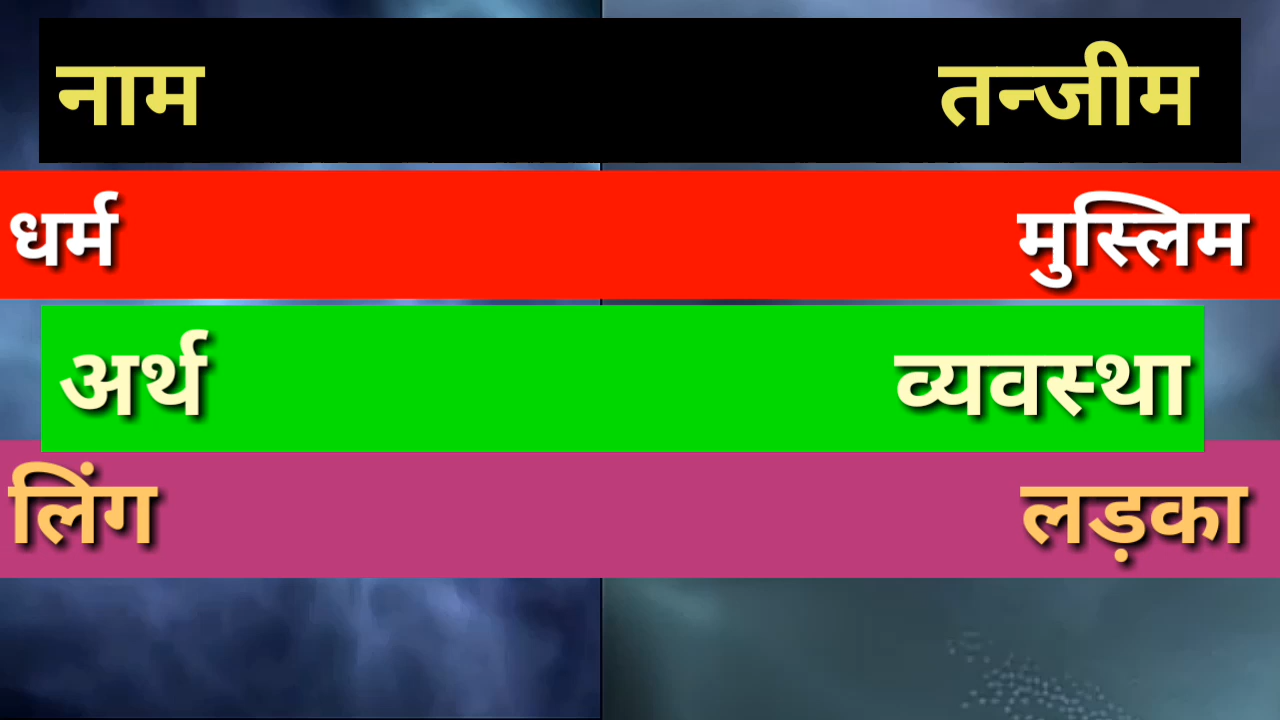 नाम तन्जीम
धर्म मुस्लिम
अर्थ व्यवस्था
लिंग लड़का